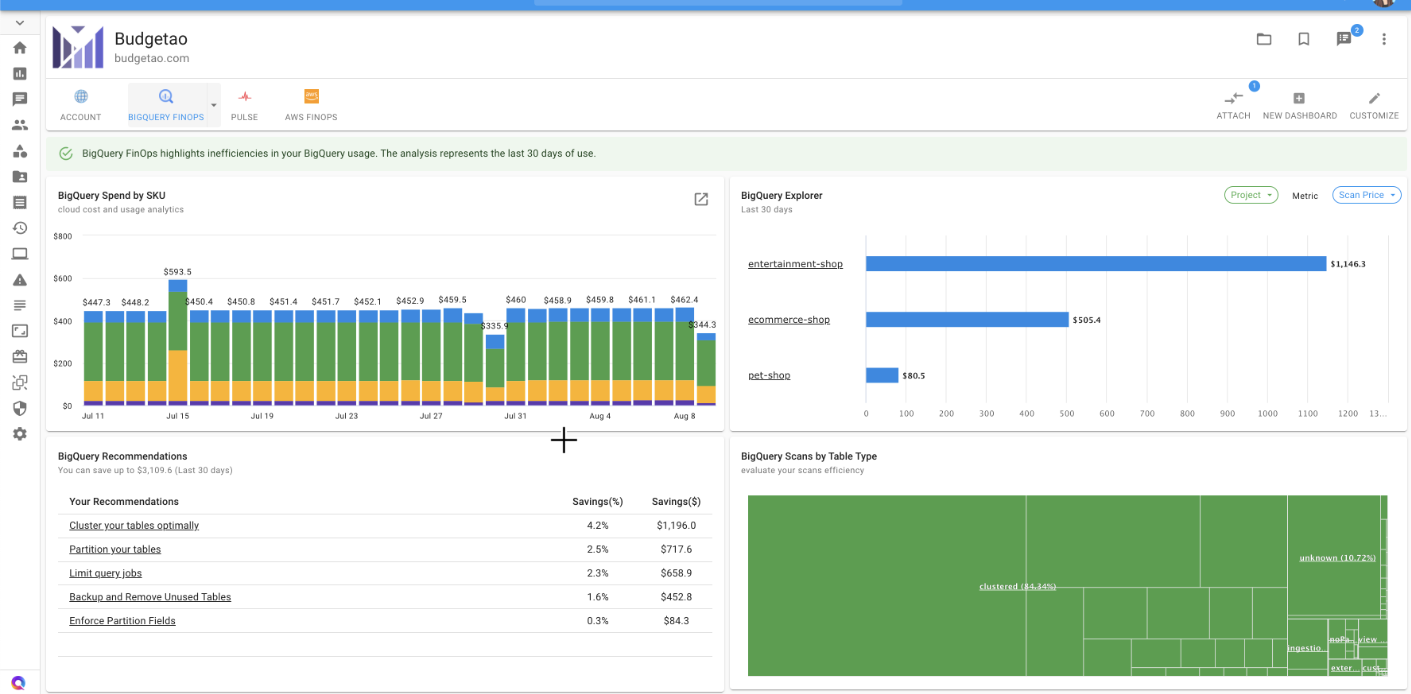 Budgetao
budgetao.com
2
ACCOUNT
BIGQUERY FINOPS
PULSE
aws
AWS FINOPS
1
ATTACH
NEW DASHBOARD
CUSTOMIZE
BigQuery FinOps highlights inefficiencies in your BigQuery usage. The analysis represents the last 30 days of use.
BigQuery Spend by SKU
cloud cost and usage analytics
$800
$600
$400
$200
$0
$447.3 $448.2 $593.5 $450.4 $450.8 $451.4 $451.7 $452.1 $452.9 $459.5 $335.9 $460 $458.9 $459.8 $461.1 $462.4 $344.3
Jul 11 Jul 15 Jul 19 Jul 23 Jul 27 Jul 31 Aug 4 Aug 8
BigQuery Explorer
Last 30 days
Project
Metric
Scan Price
entertainment-shop $1,146.3
ecommerce-shop $505.4
pet-shop $80.5
0 100 200 300 400 500 600 700 800 900 1000 1100 1200 13...
BigQuery Recommendations
You can save up to $3,109.6 (Last 30 days)
Your Recommendations Savings(%) Savings($)
Cluster your tables optimally 4.2% $1,196.0
Partition your tables 2.5% $717.6
Limit query jobs 2.3% $658.9
Backup and Remove Unused Tables 1.6% $452.8
Enforce Partition Fields 0.3% $84.3
BigQuery Scans by Table Type
evaluate your scans efficiency
clustered (84.34%)
unknown (10.72%)
ingestio...
noPa...
view ...
exter...
cust...